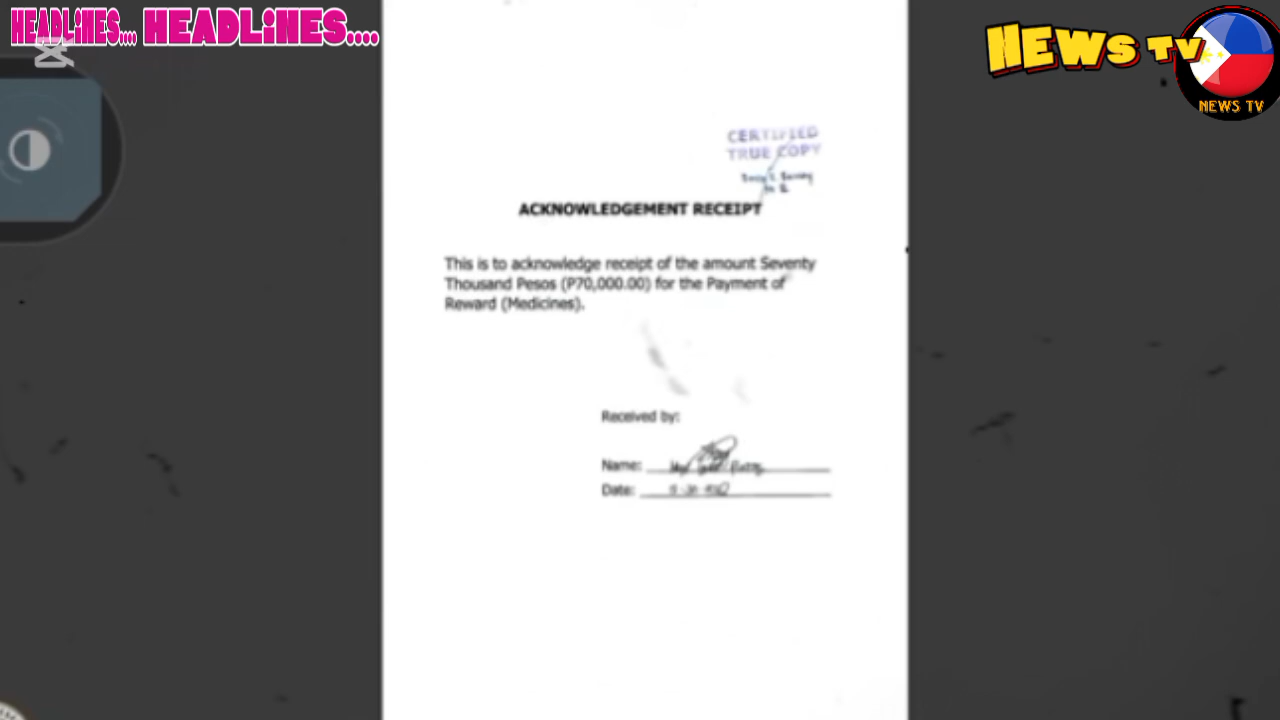 HEADLINES.... HEADLINES....
NEWS TV
NEWS TV
CERTIFIED
TRUE COPY
ACKNOWLEDGEMENT RECEIPT
This is to acknowledge receipt of the amount Seventy
Thousand Pesos (P70,000.00) for the Payment of
Reward (Medicines).
Received by:
Name:
Date: